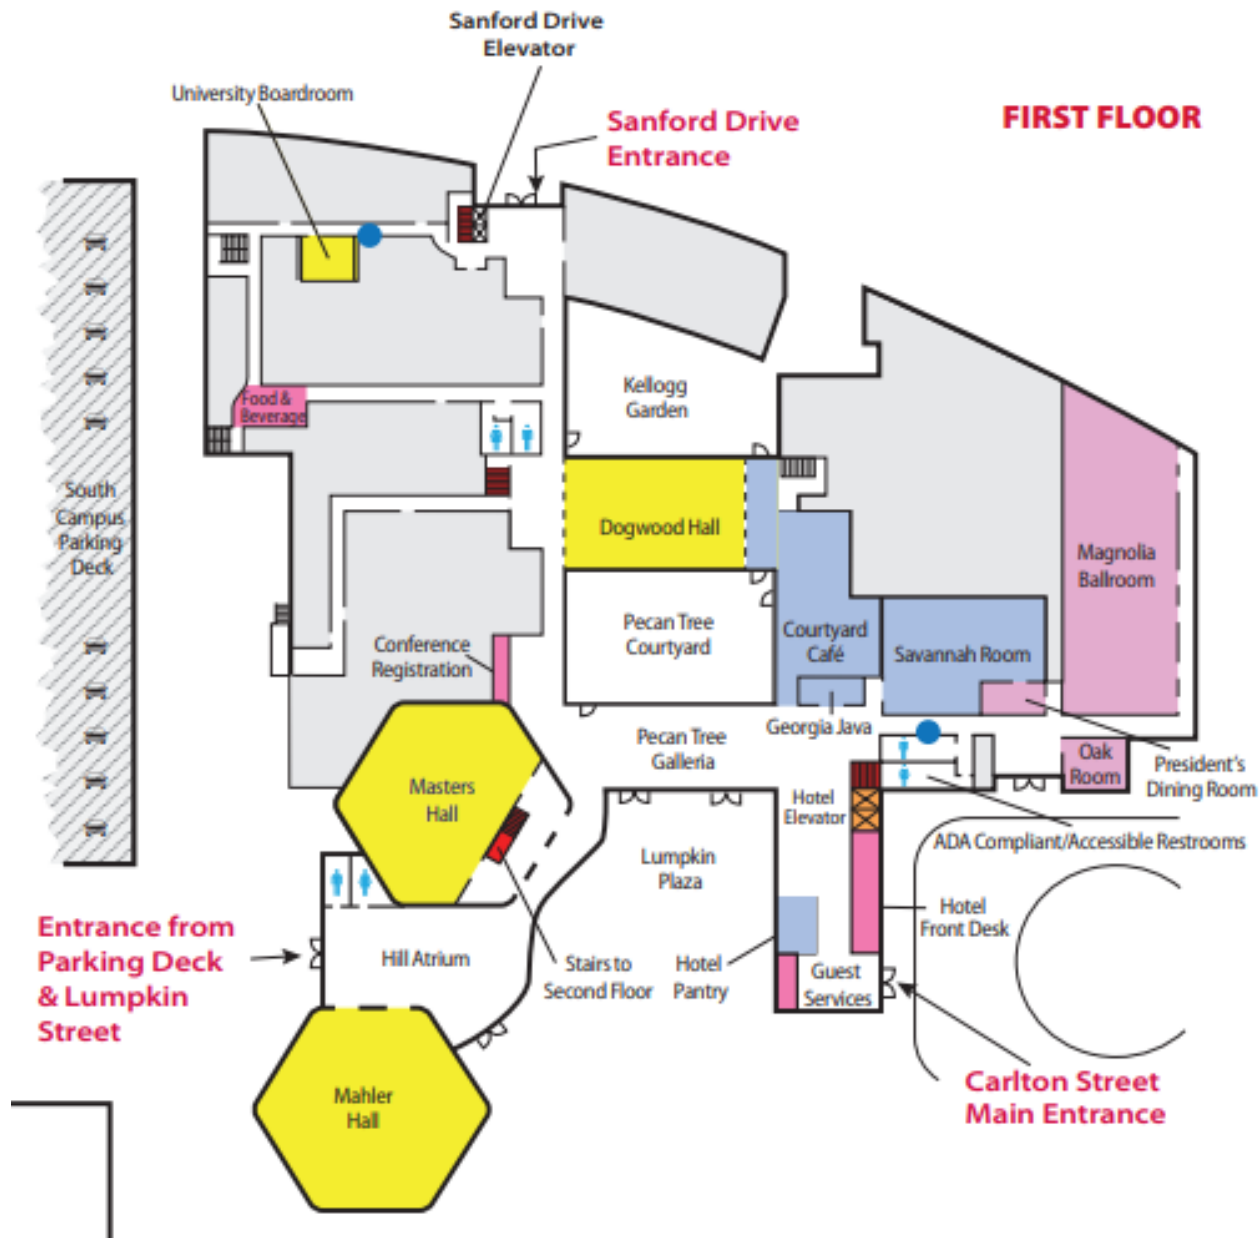 Sanford Drive
Elevator
University Boardroom
Sanford Drive
Entrance
FIRST FLOOR
Kellogg
Garden
Food &
Beverage
South
Campus
Parking
Deck
Dogwood Hall
Magnolia
Ballroom
Pecan Tree
Courtyard
Courtyard
Café
Savannah Room
Conference
Registration
Georgia Java
Pecan Tree
Galleria
Oak
Room
President's
Dining Room
Masters
Hall
Hotel
Elevator
ADA Compliant/Accessible Restrooms
Lumpkin
Plaza
Hotel
Front Desk
Entrance from
Parking Deck
& Lumpkin
Street
Hill Atrium
Stairs to
Second Floor
Hotel
Pantry
Guest
Services
Carlton Street
Main Entrance
Mahler
Hall